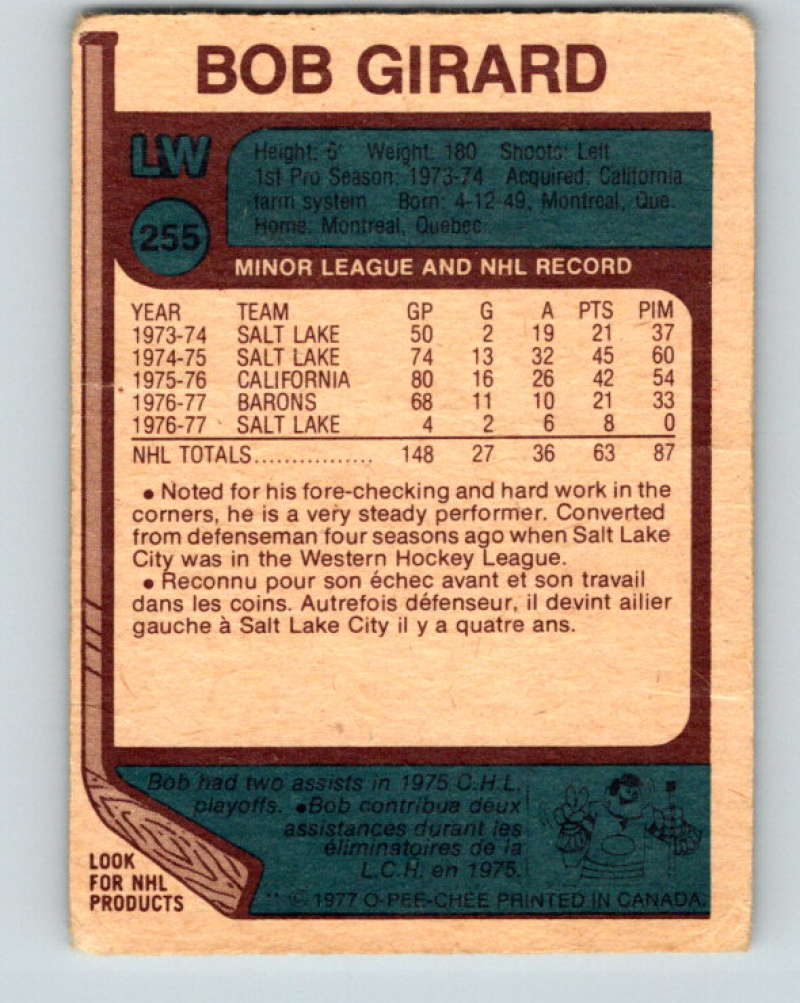 BOB GIRARD
LW
255
Height: 6' Weight: 180 Shoots: Left
1st Pro Season: 1973-74 Acquired: California
farm system Born: 4-12-49, Montreal, Que.
Home: Montreal, Quebec
MINOR LEAGUE AND NHL RECORD
YEAR TEAM GP G A PTS PIM
1973-74 SALT LAKE 50 2 19 21 37
1974-75 SALT LAKE 74 13 32 45 60
1975-76 CALIFORNIA 80 16 26 42 54
1976-77 BARONS 68 11 10 21 33
1976-77 SALT LAKE 4 2 6 8 0
NHL TOTALS................ 148 27 36 63 87
• Noted for his fore-checking and hard work in the
corners, he is a very steady performer. Converted
from defenseman four seasons ago when Salt Lake
City was in the Western Hockey League.
• Reconnu pour son échec avant et son travail
dans les coins. Autrefois défenseur, il devint ailier
gauche à Salt Lake City il y a quatre ans.
Bob had two assists in 1975 C.H.L.
playoffs. •Bob contribua deux
assistances durant les
éliminatoires de la
L.C.H. en 1975.
LOOK
FOR NHL
PRODUCTS
** © 1977 O-PEE-CHEE PRINTED IN CANADA.